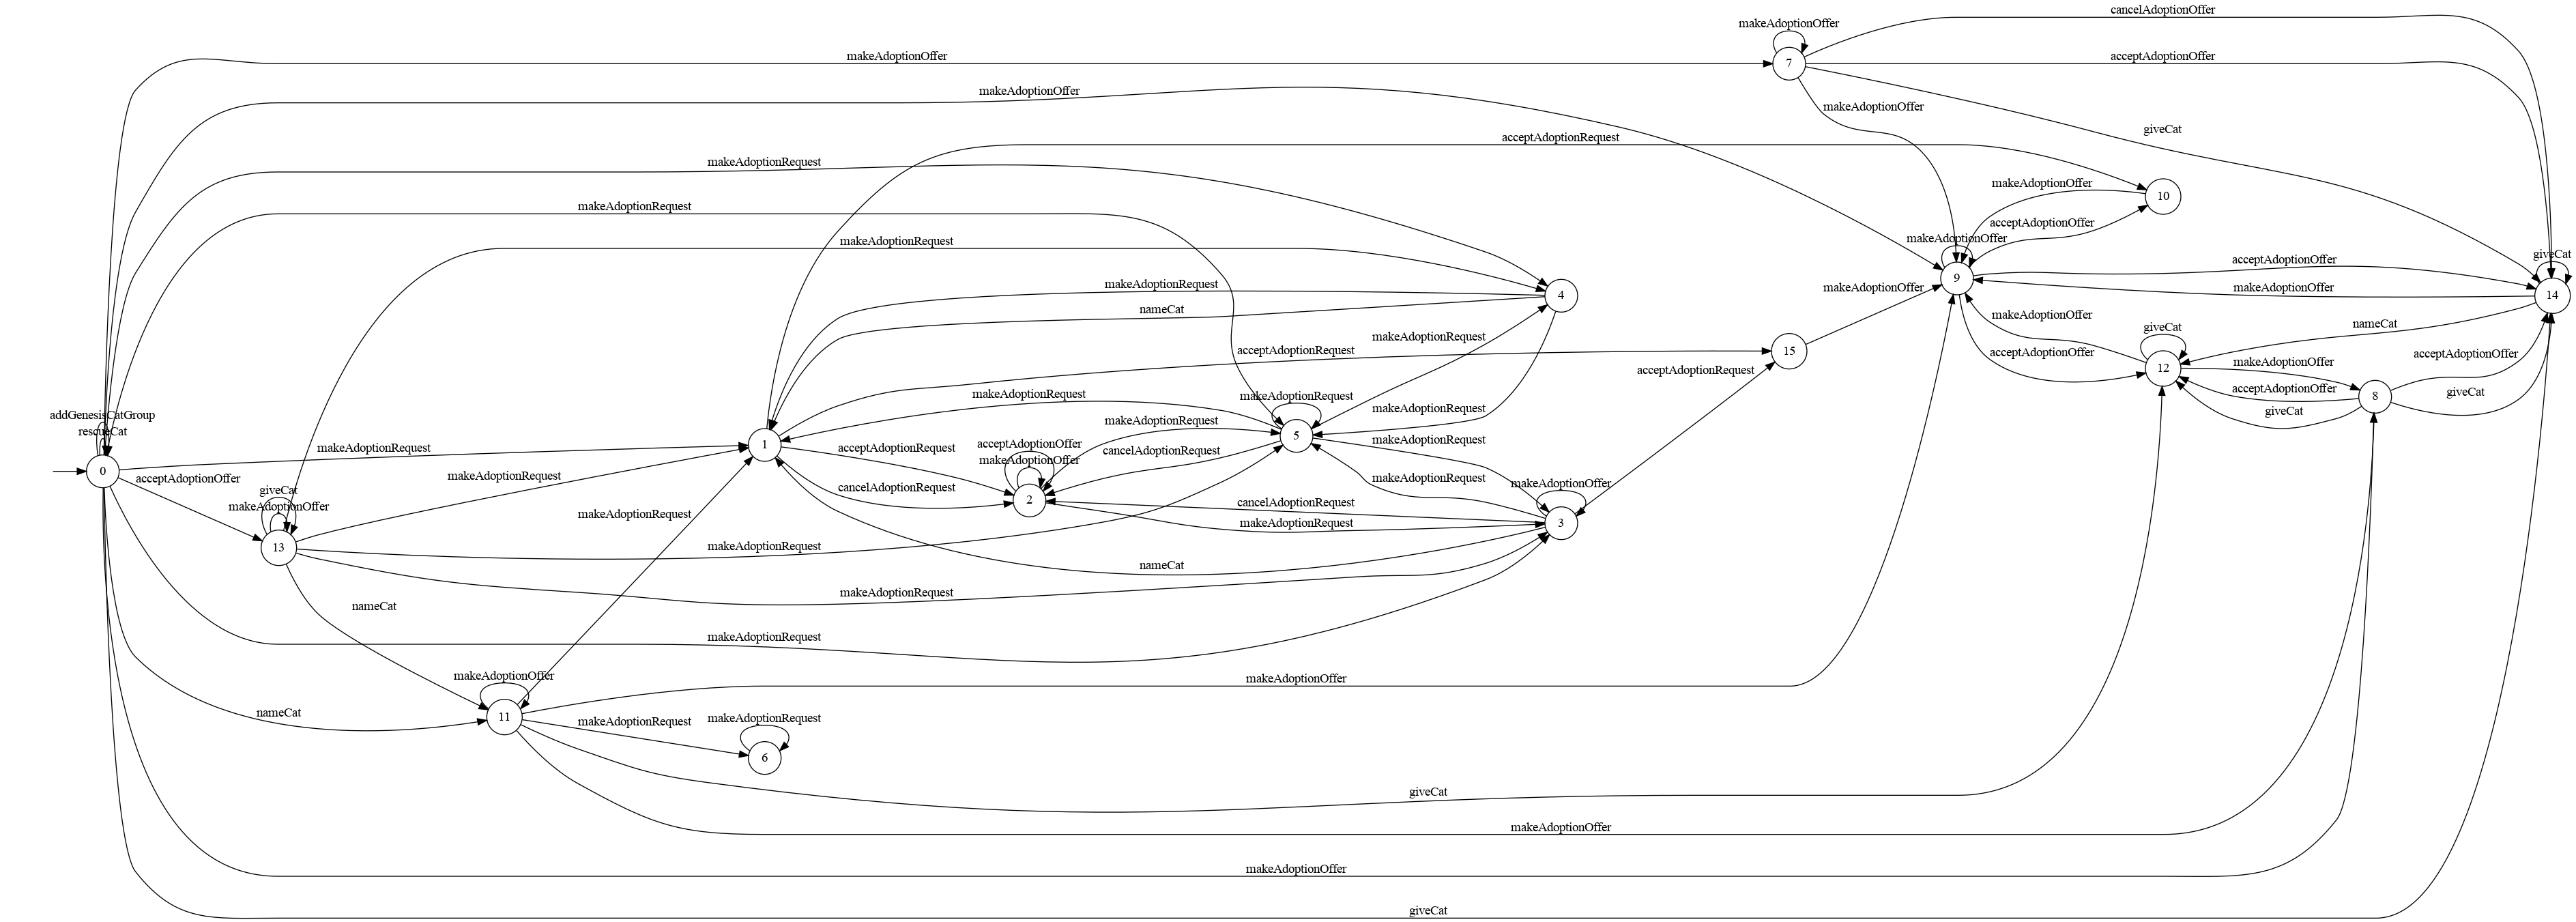 cancelAdoptionOffer
makeAdoptionOffer
makeAdoptionOffer
7
acceptAdoptionOffer
makeAdoptionOffer
makeAdoptionOffer
giveCat
acceptAdoptionRequest
makeAdoptionRequest
makeAdoptionOffer
10
makeAdoptionRequest
acceptAdoptionOffer
makeAdoptionRequest
makeAdoptionOffer
9
acceptAdoptionOffer
giveCat
makeAdoptionRequest
4
makeAdoptionOffer
makeAdoptionOffer
14
nameCat
makeAdoptionOffer
nameCat
giveCat
makeAdoptionRequest
acceptAdoptionRequest
15
acceptAdoptionOffer
acceptAdoptionOffer
makeAdoptionOffer
12
acceptAdoptionRequest
acceptAdoptionOffer
8
giveCat
giveCat
makeAdoptionRequest
makeAdoptionRequest
makeAdoptionRequest
addGenesisCatGroup
rescueCat
makeAdoptionRequest
5
makeAdoptionRequest
makeAdoptionRequest
1
acceptAdoptionRequest
acceptAdoptionOffer
makeAdoptionOffer
cancelAdoptionRequest
0
acceptAdoptionOffer
makeAdoptionRequest
makeAdoptionRequest
makeAdoptionOffer
cancelAdoptionRequest
2
cancelAdoptionRequest
giveCat
makeAdoptionOffer
makeAdoptionRequest
makeAdoptionRequest
3
13
makeAdoptionRequest
nameCat
makeAdoptionRequest
nameCat
makeAdoptionRequest
makeAdoptionOffer
makeAdoptionOffer
nameCat
11
makeAdoptionRequest
makeAdoptionRequest
6
giveCat
makeAdoptionOffer
makeAdoptionOffer
giveCat